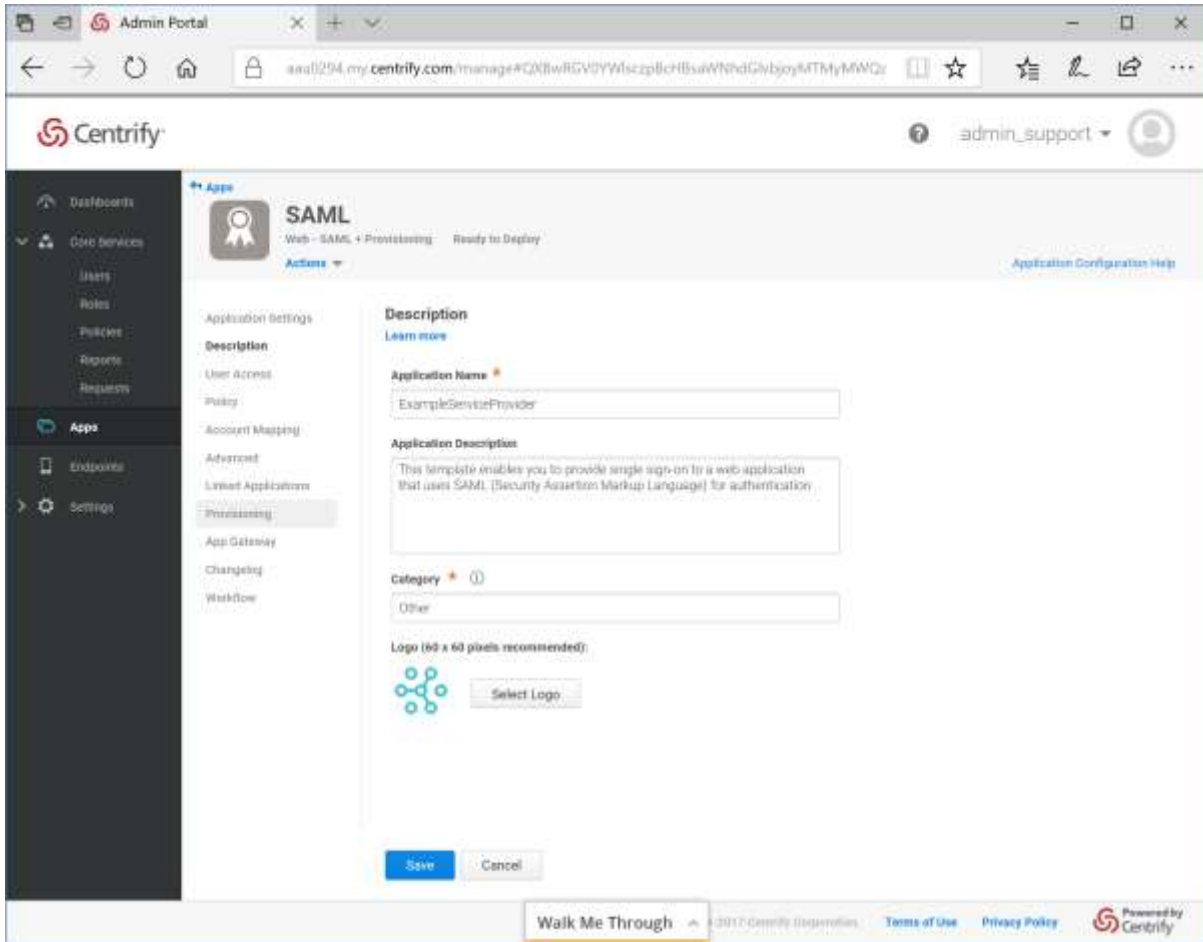 Admin Portal
Centrify
admin_support
Dashboards
Core Services
Users
Roles
Policies
Reports
Requests
Apps
Endpoints
Settings
Apps
SAML
Web - SAML + Provisioning Ready to Deploy
Actions
Application Configuration Help
Application Settings
Description
User Access
Policy
Account Mapping
Advanced
Linked Applications
Provisioning
App Gateway
Changelog
Workflow
Description
Learn more
Application Name *
ExampleServiceProvider
Application Description
This template enables you to provide single sign-on to a web application
that uses SAML (Security Assertion Markup Language) for authentication
Category *
Other
Logo (60 x 60 pixels recommended):
Select Logo
Save Cancel
Walk Me Through
2017 Centrify Corporation
Terms of Use
Privacy Policy
Powered by
Centrify